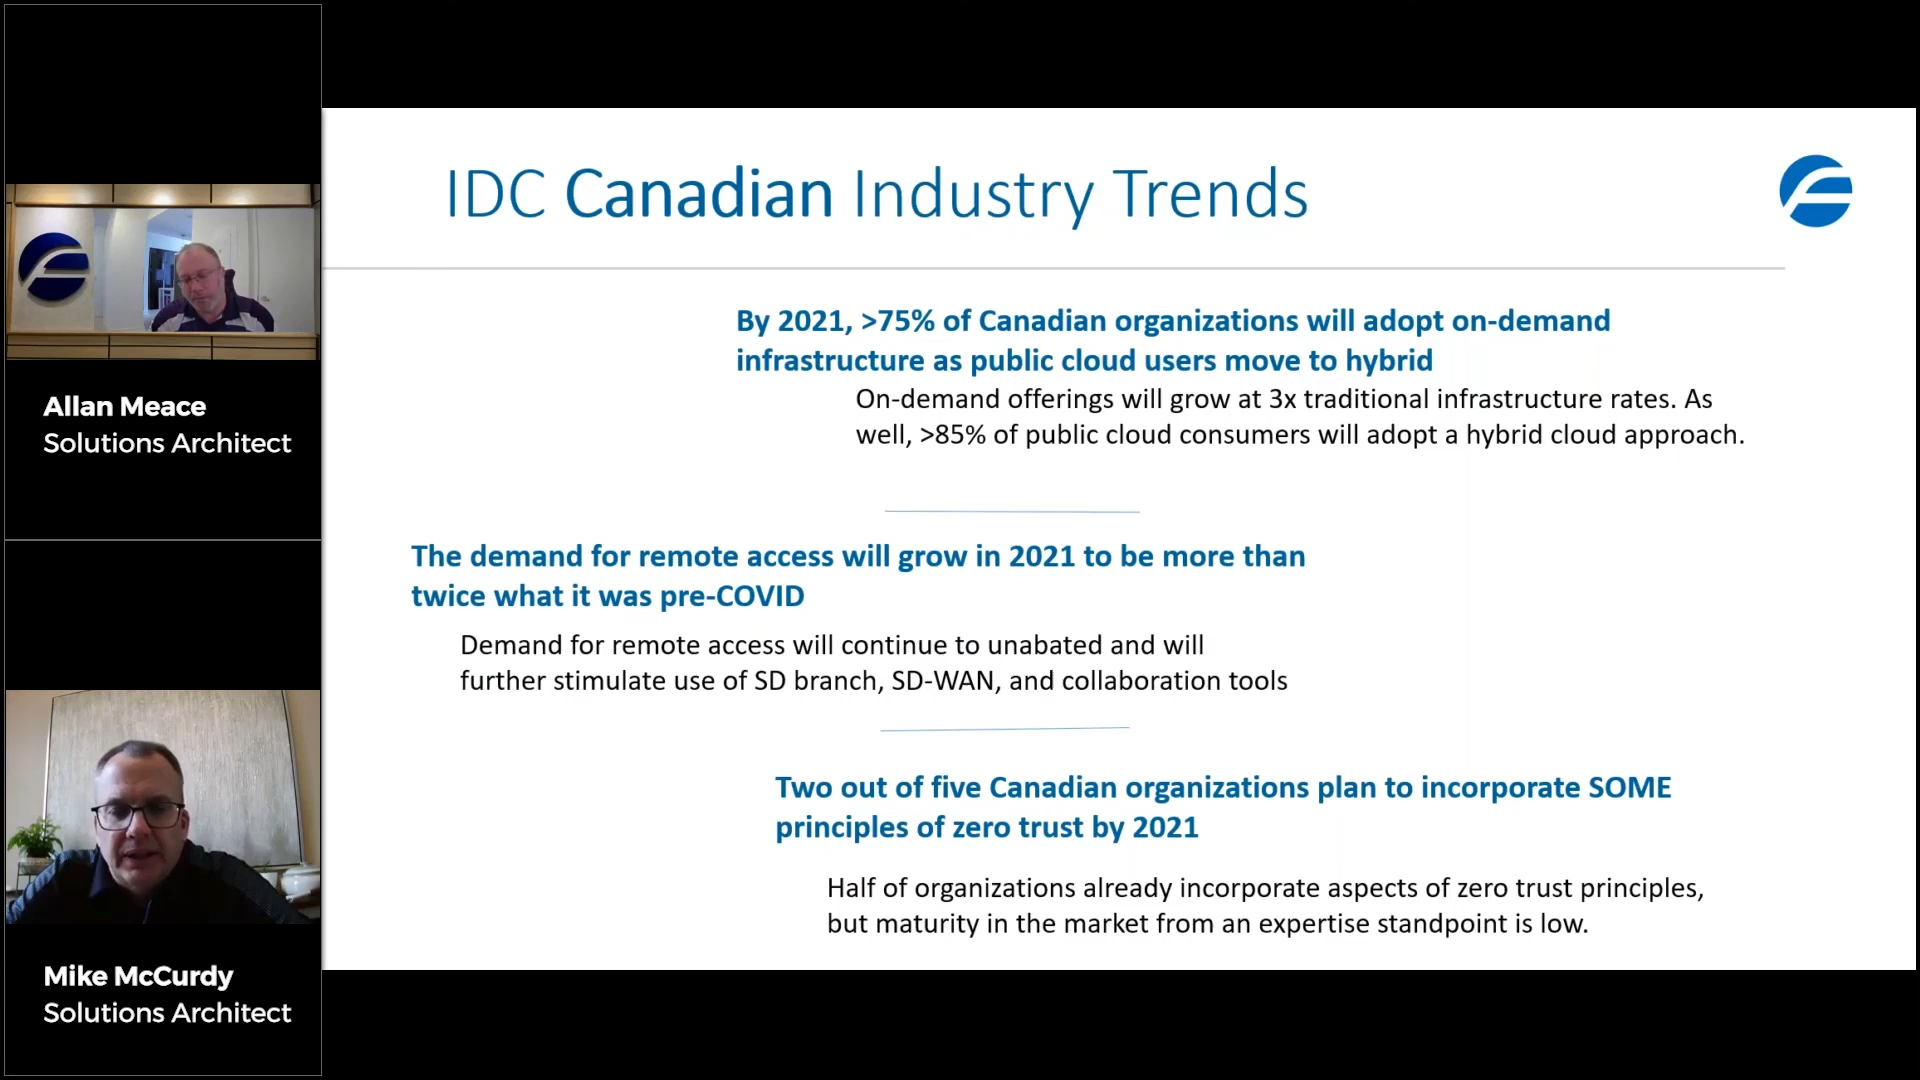 Allan Meace
Solutions Architect
Mike McCurdy
Solutions Architect
IDC Canadian Industry Trends
By 2021, >75% of Canadian organizations will adopt on-demand
infrastructure as public cloud users move to hybrid
On-demand offerings will grow at 3x traditional infrastructure rates. As
well, >85% of public cloud consumers will adopt a hybrid cloud approach.
The demand for remote access will grow in 2021 to be more than
twice what it was pre-COVID
Demand for remote access will continue to unabated and will
further stimulate use of SD branch, SD-WAN, and collaboration tools
Two out of five Canadian organizations plan to incorporate SOME
principles of zero trust by 2021
Half of organizations already incorporate aspects of zero trust principles,
but maturity in the market from an expertise standpoint is low.